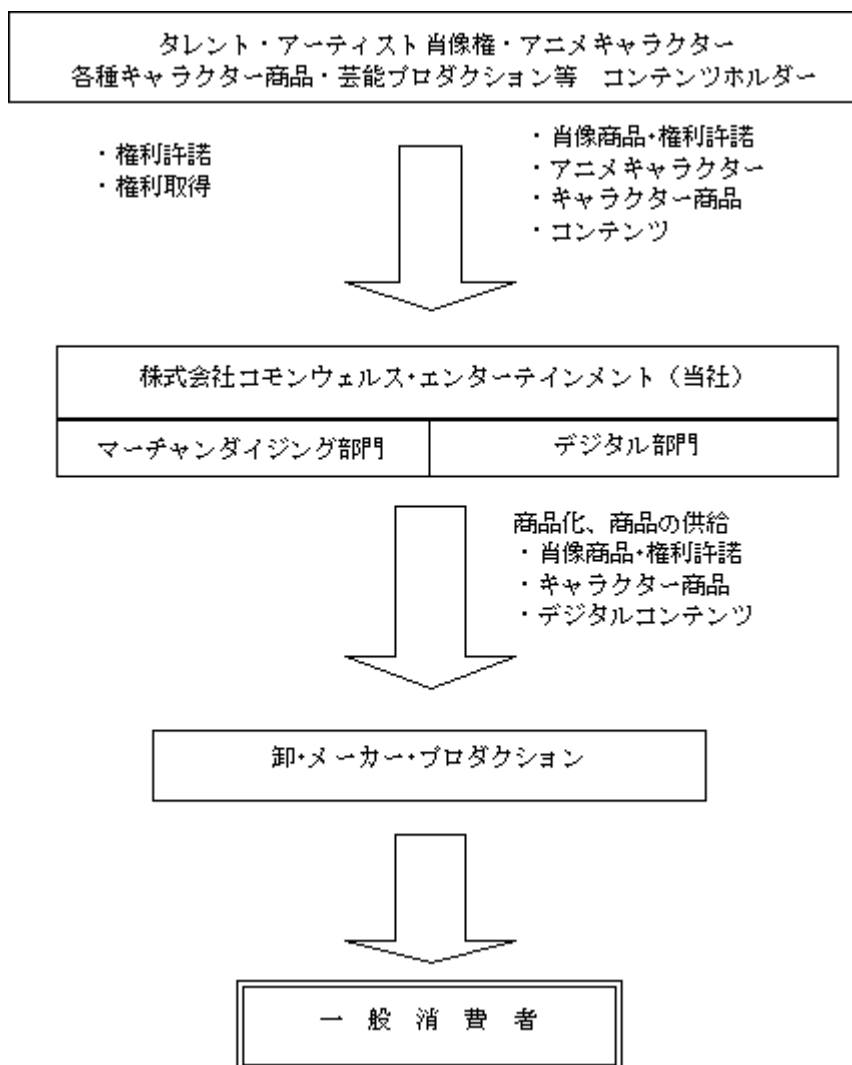 タレント・アーティスト肖像権・アニメキャラクター
各種キャラクター商品・芸能プロダクション等　コンテンツホルダー
・権利許諾
・権利取得
・肖像商品・権利許諾
・アニメキャラクター
・キャラクター商品
・コンテンツ
株式会社コモンウェルス・エンターテインメント（当社）
マーチャンダイジング部門
デジタル部門
商品化、商品の供給
・肖像商品・権利許諾
・キャラクター商品
・デジタルコンテンツ
卸・メーカー・プロダクション
一 般 消 費 者